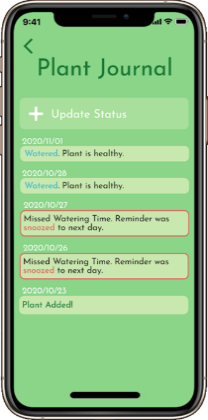 9:41
Plant Journal
Update Status
2020/11/01
Watered. Plant is healthy.
2020/10/28
Watered. Plant is healthy.
2020/10/27
Missed Watering Time. Reminder was
snoozed to next day.
2020/10/26
Missed Watering Time. Reminder was
snoozed to next day.
2020/10/23
Plant Added!